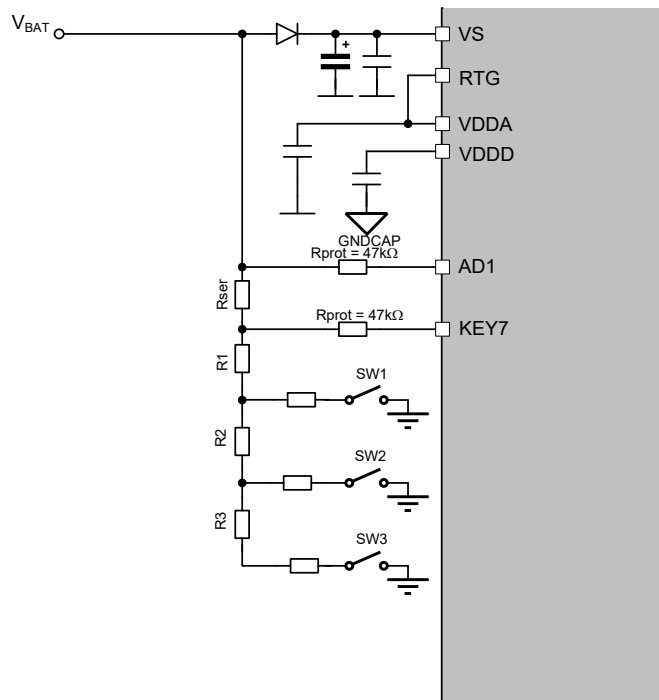 VBAT
VS
RTG
VDDA
VDDD
GNDCAP
Rprot = 47kΩ
AD1
Rser
Rprot = 47kΩ
KEY7
R1
SW1
R2
SW2
R3
SW3
+